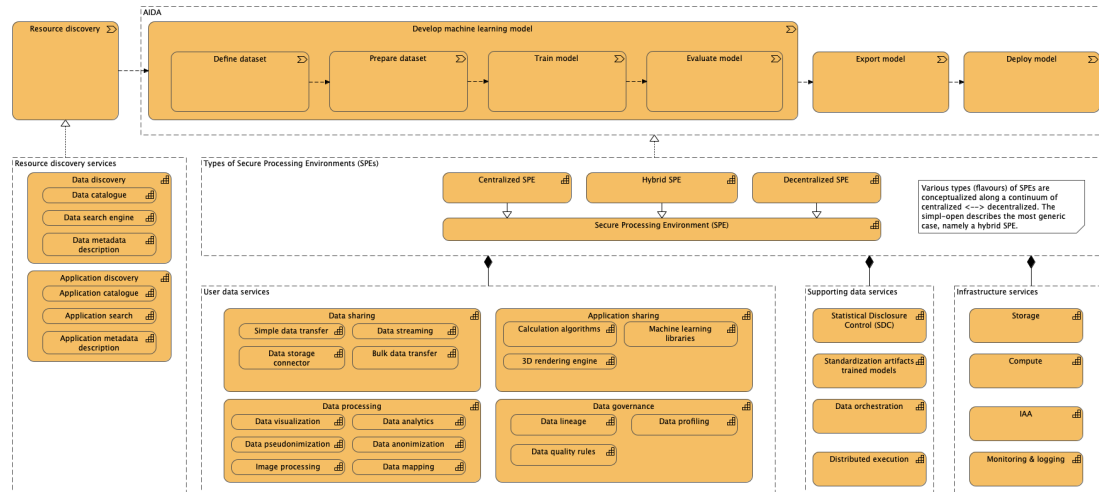 AIDA
Resource discovery
Develop machine learning model
Define dataset
Prepare dataset
Train model
Evaluate model
Export model
Deploy model
Resource discovery services
Data discovery
Data catalogue
Data search engine
Data metadata
description
Application discovery
Application catalogue
Application search
Application metadata
description
Types of Secure Processing Environments (SPEs)
Centralized SPE
Hybrid SPE
Decentralized SPE
Secure Processing Environment (SPE)
Various types (flavours) of SPEs are
conceptualized along a continuum of
centralized <--> decentralized. The
simpl-open describes the most generic
case, namely a hybrid SPE.
User data services
Data sharing
Simple data transfer
Data streaming
Data storage
connector
Bulk data transfer
Application sharing
Calculation algorithms
Machine learning
libraries
3D rendering engine
Data processing
Data visualization
Data analytics
Data pseudonimization
Data anonimization
Image processing
Data mapping
Data governance
Data lineage
Data profiling
Data quality rules
Supporting data services
Statistical Disclosure
Control (SDC)
Standardization artifacts
trained models
Data orchestration
Distributed execution
Infrastructure services
Storage
Compute
IAA
Monitoring & logging